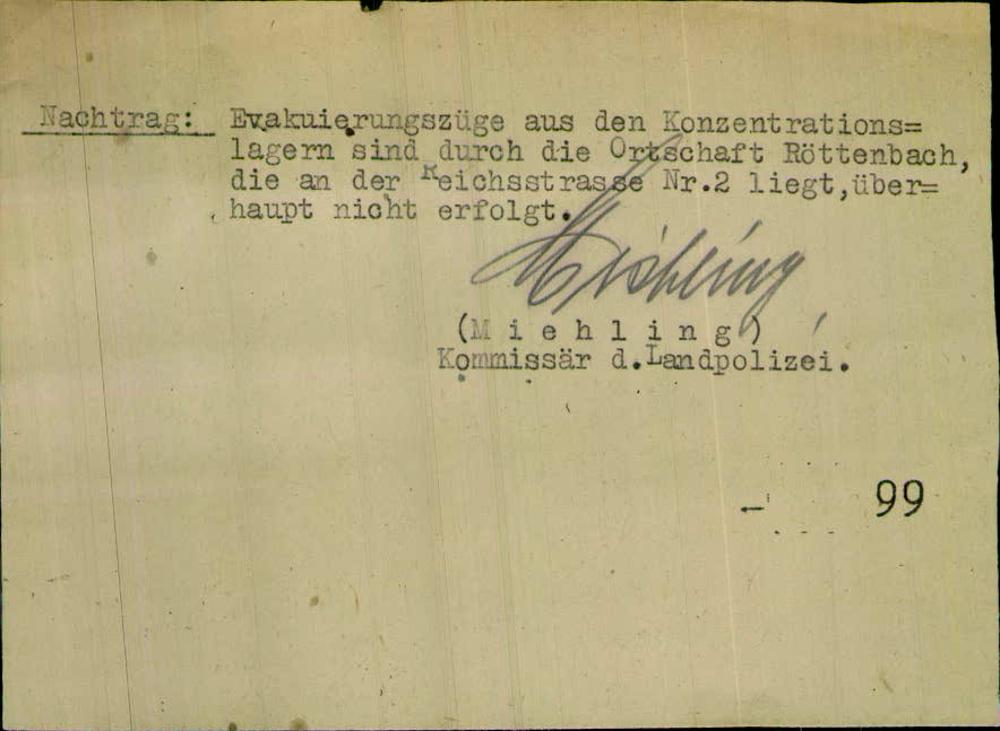 Nachtrag: Evakuierungszüge aus den Konzentrations=
lagern sind durch die Ortschaft Röttenbach,
die an der Reichsstrasse Nr.2 liegt,über=
haupt nicht erfolgt.
Miehling
(M i e h l i n g )
Kommissär d.Landpolizei.
99